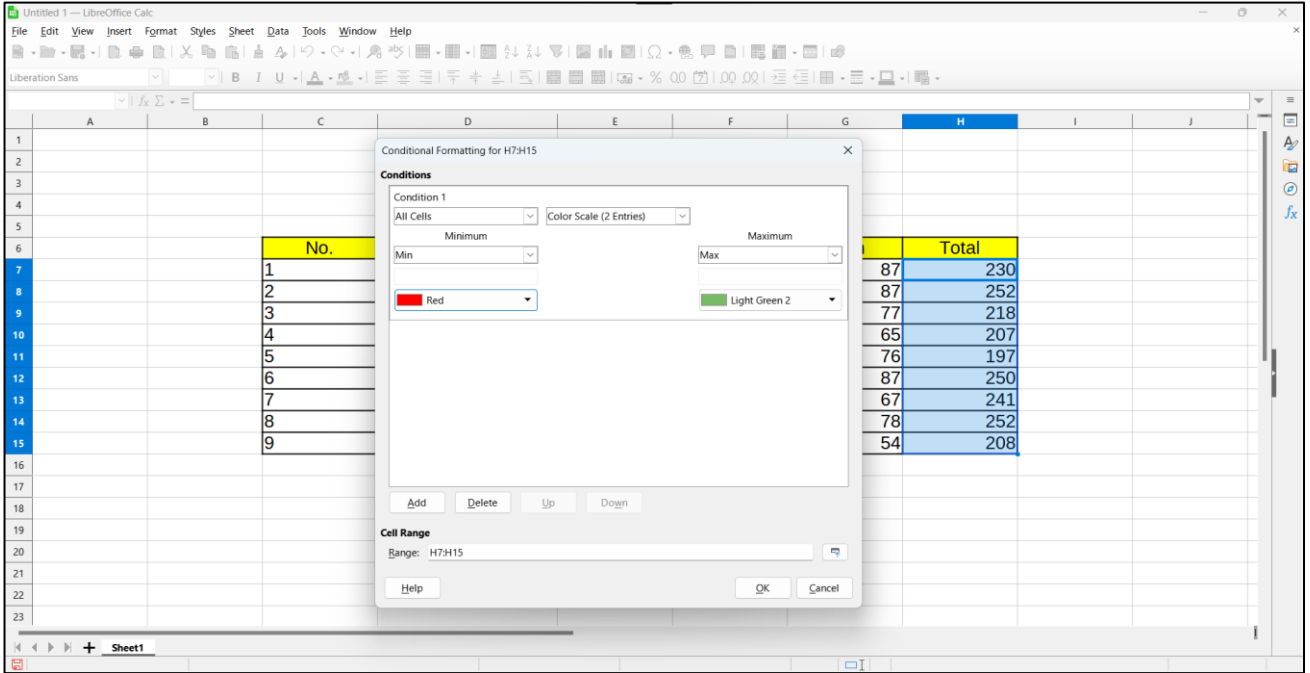 Untitled 1 — LibreOffice Calc
File Edit View Insert Format Styles Sheet Data Tools Window Help
Liberation Sans
A B C D E F G H I J
Conditional Formatting for H7:H15
Conditions
Condition 1
All Cells Color Scale (2 Entries)
Minimum Maximum
Min Max
Red Light Green 2
Add Delete Up Down
Cell Range
Range: H7:H15
Help OK Cancel
1
2
3
4
5
6 No. Total
7 1 87 230
8 2 87 252
9 3 77 218
10 4 65 207
11 5 76 197
12 6 87 250
13 7 67 241
14 8 78 252
15 9 54 208
16
17
18
19
20
21
22
23
Sheet1